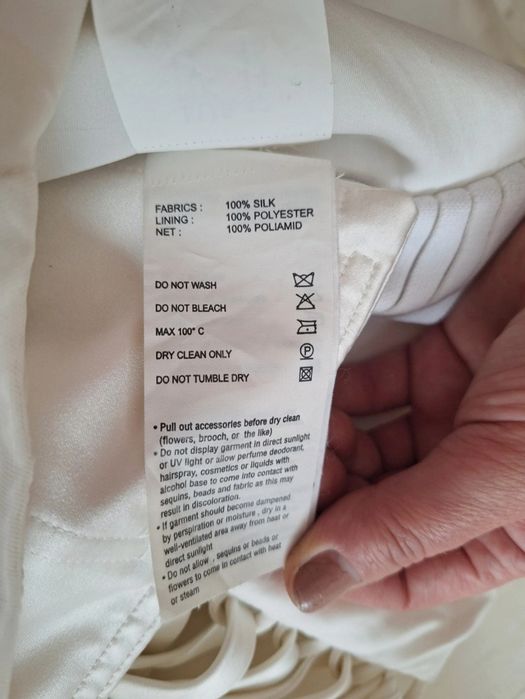 FABRICS : 100% SILK
LINING : 100% POLYESTER
NET : 100% POLIAMID
DO NOT WASH
DO NOT BLEACH
MAX 100° C
DRY CLEAN ONLY
P
DO NOT TUMBLE DRY
• Pull out accessories before dry clean
(flowers, brooch, or the like)
• Do not display garment in direct sunlight
or UV light or allow perfume deodorant,
hairspray, cosmetics or liquids with
alcohol base to come into contact with
sequins, beads and fabric as this may
result in discoloration.
• If garment should become dampened
by perspiration or moisture , dry in a
well-ventilated area away from heat or
direct sunlight
• Do not allow , sequins or beads or
flowers to come in contact with heat
or steam